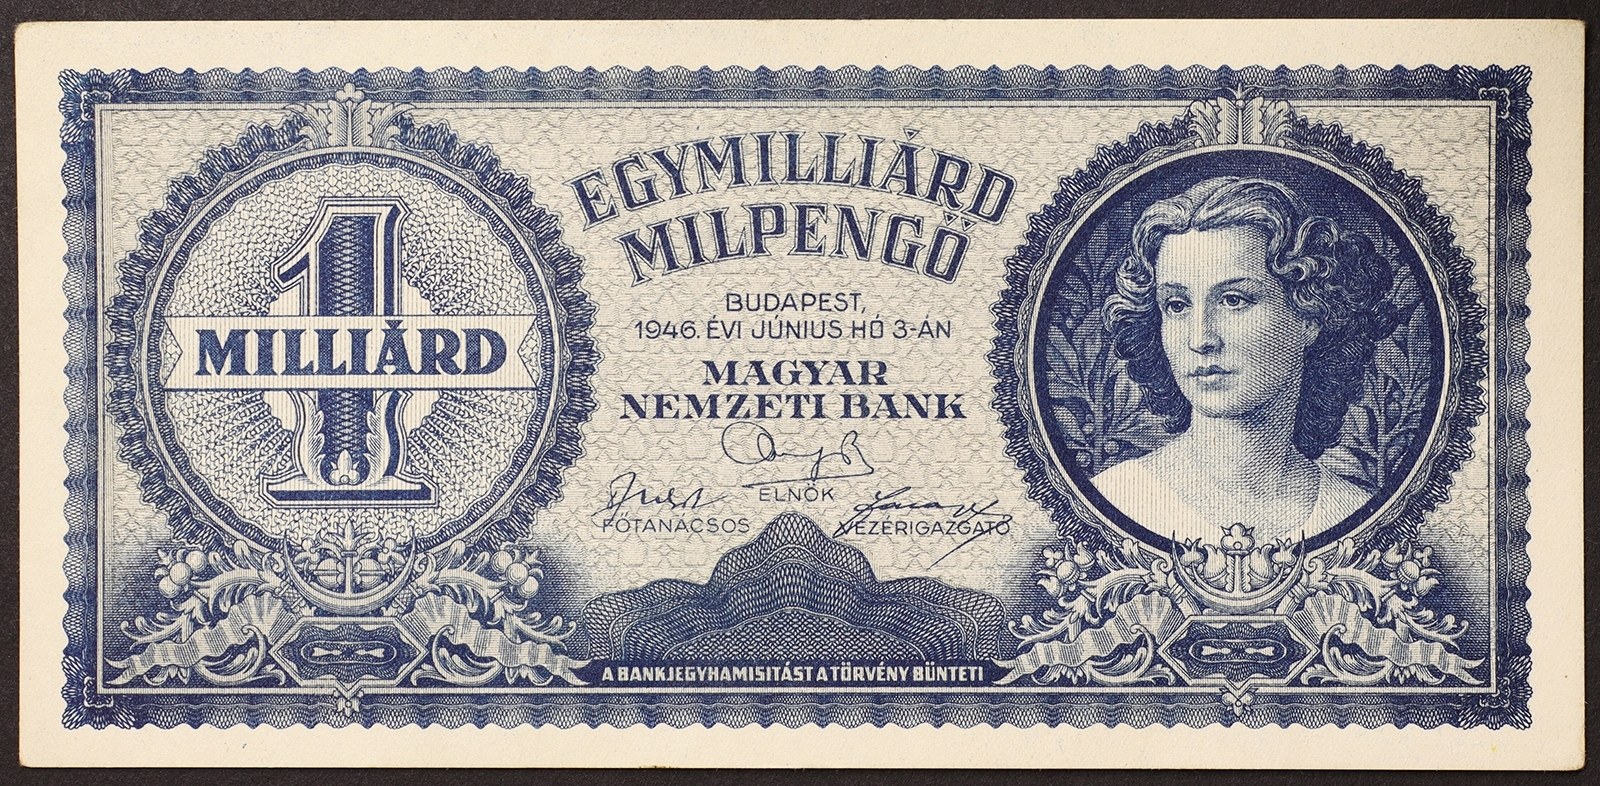 EGYMILLIÁRD
MILPENGŐ
1
MILLIÁRD
BUDAPEST,
1946. ÉVI JÚNIUS HÓ 3-ÁN
MAGYAR
NEMZETI BANK
ELNÖK
FŐTANÁCSOS
VEZÉRIGAZGATÓ
A BANKJEGYHAMISITÁST A TÖRVÉNY BÜNTETI